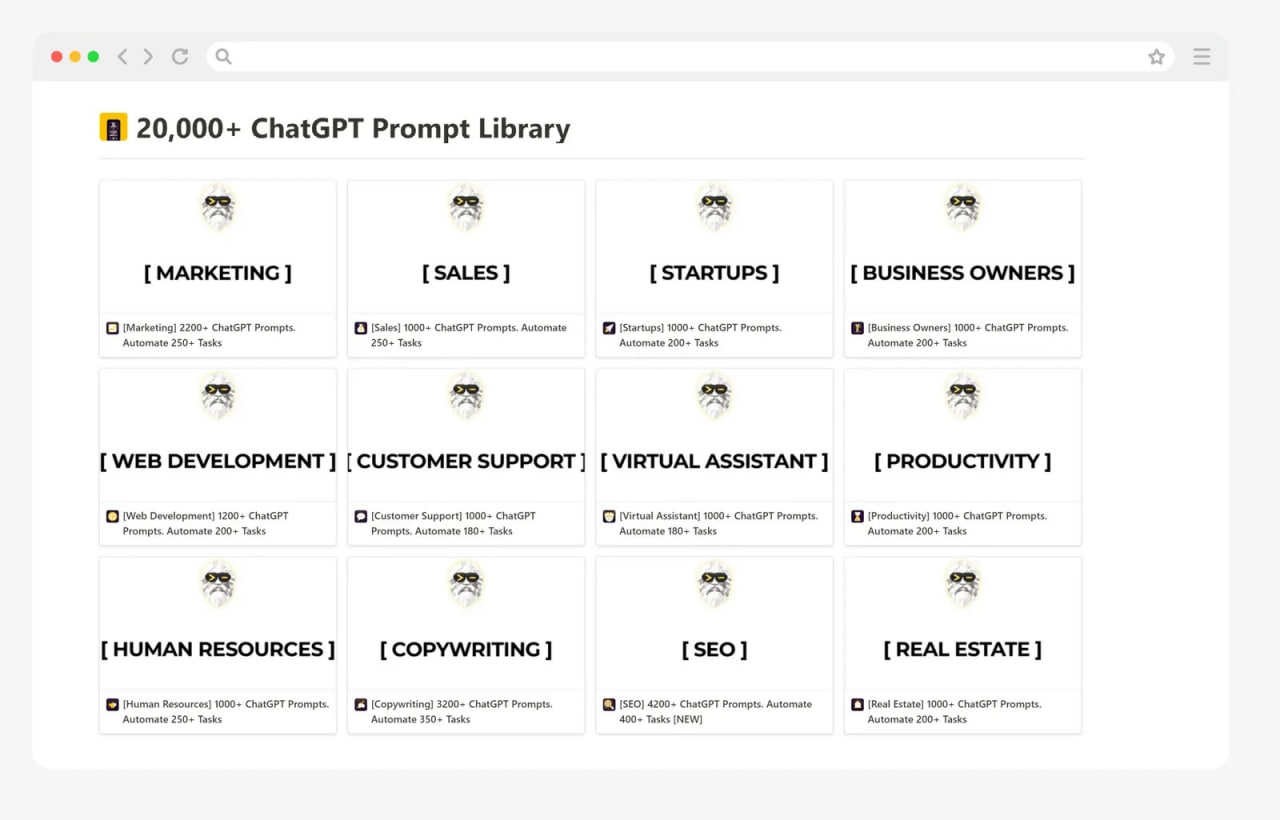 20,000+ ChatGPT Prompt Library
[ MARKETING ]
[Marketing] 2200+ ChatGPT Prompts.
Automate 250+ Tasks
[ SALES ]
[Sales] 1000+ ChatGPT Prompts. Automate
250+ Tasks
[ STARTUPS ]
[Startups] 1000+ ChatGPT Prompts.
Automate 200+ Tasks
[ BUSINESS OWNERS ]
[Business Owners] 1000+ ChatGPT Prompts.
Automate 200+ Tasks
[ WEB DEVELOPMENT ]
[Web Development] 1200+ ChatGPT
Prompts. Automate 200+ Tasks
[ CUSTOMER SUPPORT ]
[Customer Support] 1000+ ChatGPT
Prompts. Automate 180+ Tasks
[ VIRTUAL ASSISTANT ]
[Virtual Assistant] 1000+ ChatGPT Prompts.
Automate 180+ Tasks
[ PRODUCTIVITY ]
[Productivity] 1000+ ChatGPT Prompts.
Automate 200+ Tasks
[ HUMAN RESOURCES ]
[Human Resources] 1000+ ChatGPT Prompts.
Automate 250+ Tasks
[ COPYWRITING ]
[Copywriting] 3200+ ChatGPT Prompts.
Automate 350+ Tasks
[ SEO ]
[SEO] 4200+ ChatGPT Prompts. Automate
400+ Tasks [NEW]
[ REAL ESTATE ]
[Real Estate] 1000+ ChatGPT Prompts.
Automate 200+ Tasks